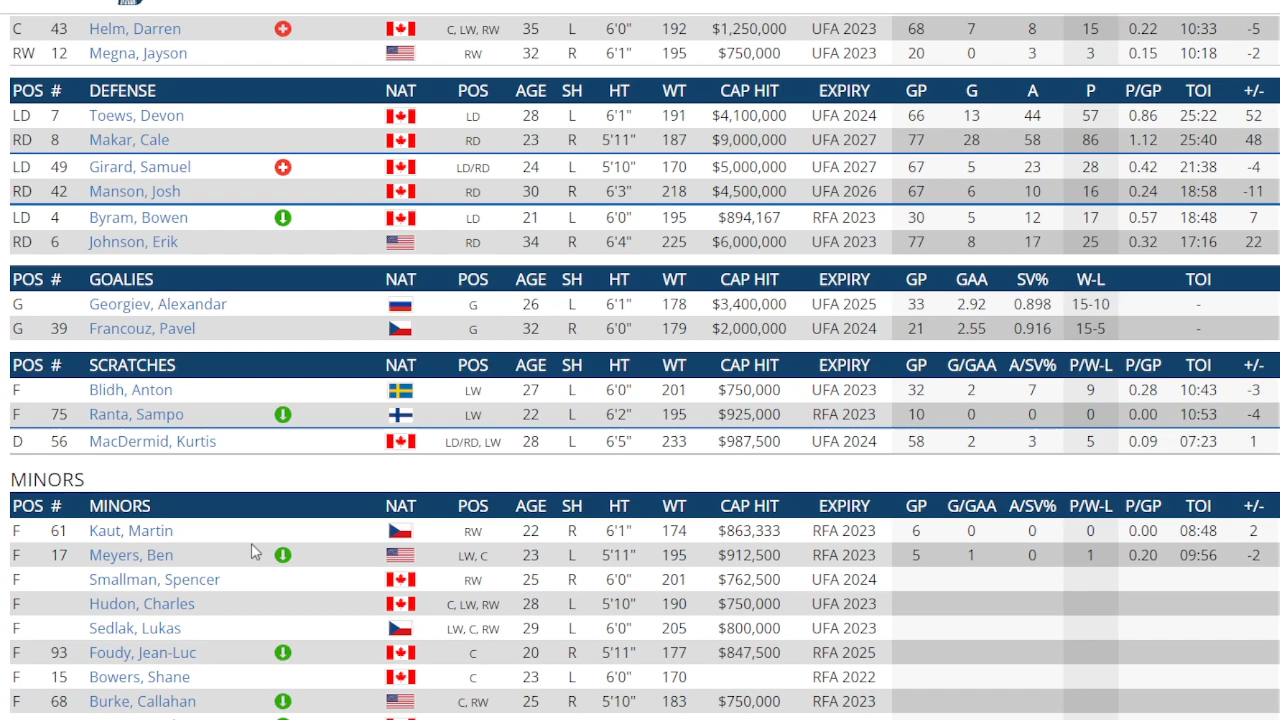 C 43 Helm, Darren C, LW, RW 35 L 6'0" 192 $1,250,000 UFA 2023 68 7 8 15 0.22 10:33 -5
RW 12 Megna, Jayson RW 32 R 6'1" 195 $750,000 UFA 2023 20 0 3 3 0.15 10:18 -2
POS # DEFENSE NAT POS AGE SH HT WT CAP HIT EXPIRY GP G A P P/GP TOI +/-
LD 7 Toews, Devon LD 28 L 6'1" 191 $4,100,000 UFA 2024 66 13 44 57 0.86 25:22 52
RD 8 Makar, Cale RD 23 R 5'11" 187 $9,000,000 UFA 2027 77 28 58 86 1.12 25:40 48
LD 49 Girard, Samuel LD/RD 24 L 5'10" 170 $5,000,000 UFA 2027 67 5 23 28 0.42 21:38 -4
RD 42 Manson, Josh RD 30 R 6'3" 218 $4,500,000 UFA 2026 67 6 10 16 0.24 18:58 -11
LD 4 Byram, Bowen LD 21 L 6'0" 195 $894,167 RFA 2023 30 5 12 17 0.57 18:48 7
RD 6 Johnson, Erik RD 34 R 6'4" 225 $6,000,000 UFA 2023 77 8 17 25 0.32 17:16 22
POS # GOALIES NAT POS AGE SH HT WT CAP HIT EXPIRY GP GAA SV% W-L TOI
G Georgiev, Alexandar G 26 L 6'1" 178 $3,400,000 UFA 2025 33 2.92 0.898 15-10 -
G 39 Francouz, Pavel G 32 R 6'0" 179 $2,000,000 UFA 2024 21 2.55 0.916 15-5 -
POS # SCRATCHES NAT POS AGE SH HT WT CAP HIT EXPIRY GP G/GAA A/SV% P/W-L P/GP TOI +/-
F Blidh, Anton LW 27 L 6'0" 201 $750,000 UFA 2023 32 2 7 9 0.28 10:43 -3
F 75 Ranta, Sampo LW 22 L 6'2" 195 $925,000 RFA 2023 10 0 0 0 0.00 10:53 -4
D 56 MacDermid, Kurtis LD/RD, LW 28 L 6'5" 233 $987,500 UFA 2024 58 2 3 5 0.09 07:23 1
MINORS
POS # MINORS NAT POS AGE SH HT WT CAP HIT EXPIRY GP G/GAA A/SV% P/W-L P/GP TOI +/-
F 61 Kaut, Martin RW 22 R 6'1" 174 $863,333 RFA 2023 6 0 0 0 0.00 08:48 2
F 17 Meyers, Ben LW, C 23 L 5'11" 195 $912,500 RFA 2023 5 1 0 1 0.20 09:56 -2
F Smallman, Spencer RW 25 R 6'0" 201 $762,500 UFA 2024
F Hudon, Charles C, LW, RW 28 L 5'10" 190 $750,000 UFA 2023
F Sedlak, Lukas LW, C, RW 29 L 6'0" 205 $800,000 UFA 2023
F 93 Foudy, Jean-Luc C 20 R 5'11" 177 $847,500 RFA 2025
F 15 Bowers, Shane C 23 L 6'0" 170 RFA 2022
F 68 Burke, Callahan C, RW 25 R 5'10" 183 $750,000 RFA 2023